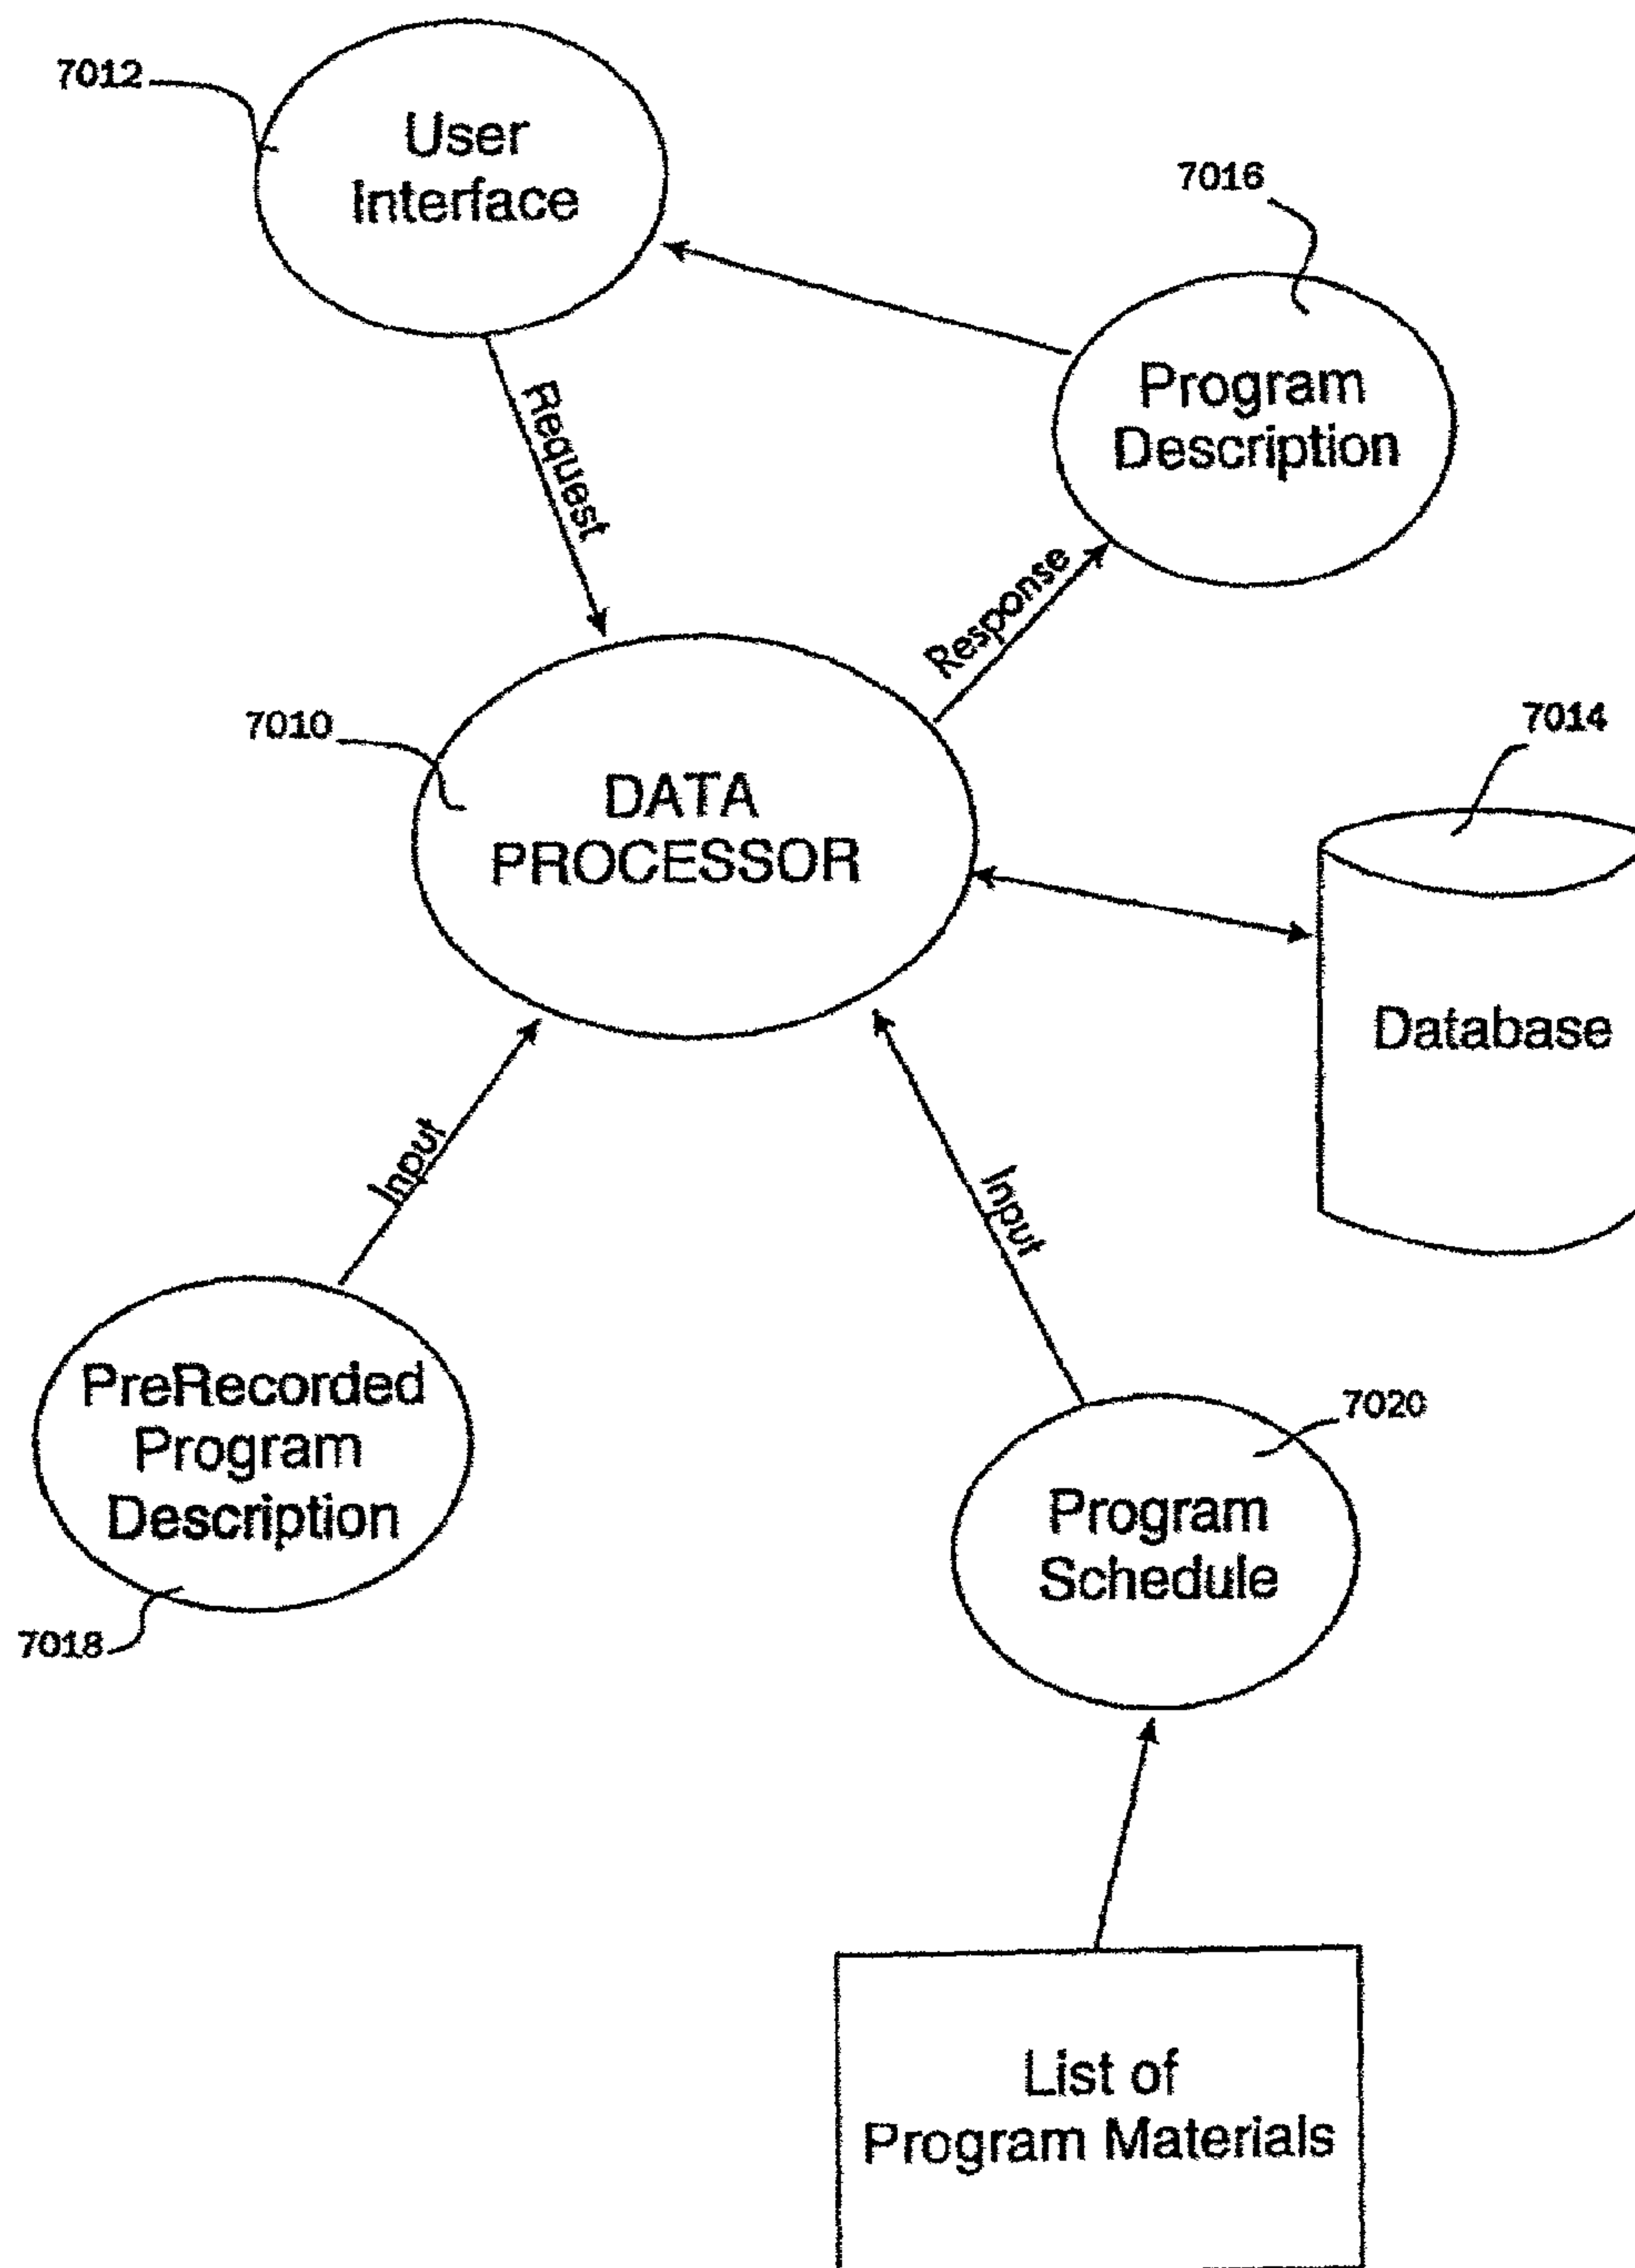 7012
User
Interface
7016
Program
Description
Request
Response
7010
DATA
PROCESSOR
7014
Database
Input
Input
PreRecorded
Program
Description
7018
7020
Program
Schedule
List of
Program Materials